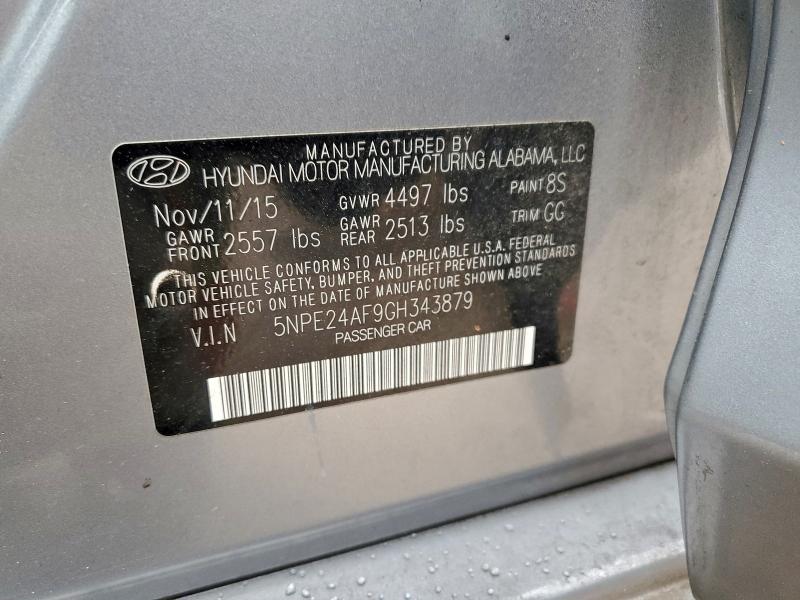 MANUFACTURED BY
HYUNDAI MOTOR MANUFACTURING ALABAMA, LLC
Nov/11/15 GVWR 4497 lbs PAINT 8S
GAWR FRONT 2557 lbs GAWR REAR 2513 lbs TRIM GG
THIS VEHICLE CONFORMS TO ALL APPLICABLE U.S.A. FEDERAL
MOTOR VEHICLE SAFETY, BUMPER, AND THEFT PREVENTION STANDARDS
IN EFFECT ON THE DATE OF MANUFACTURE SHOWN ABOVE
V.I.N 5NPE24AF9GH343879
PASSENGER CAR